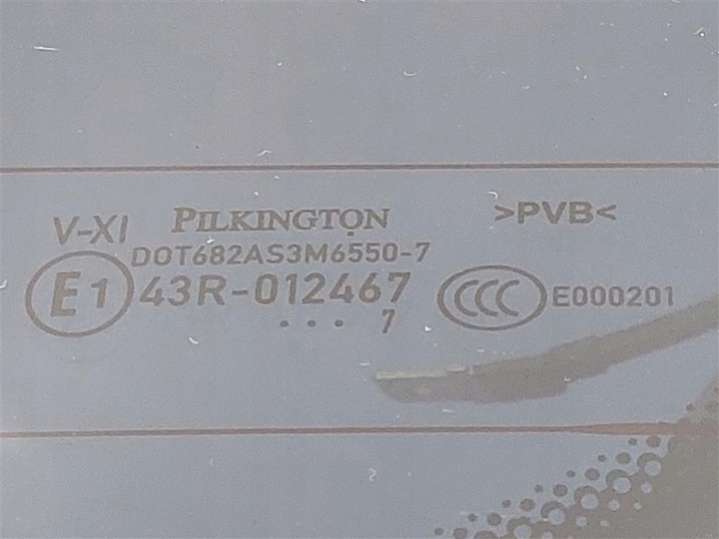 V-XI PILKINGTON >PVB<
DOT682AS3M6550-7
E1 43R-012467 CCC E000201
... 7